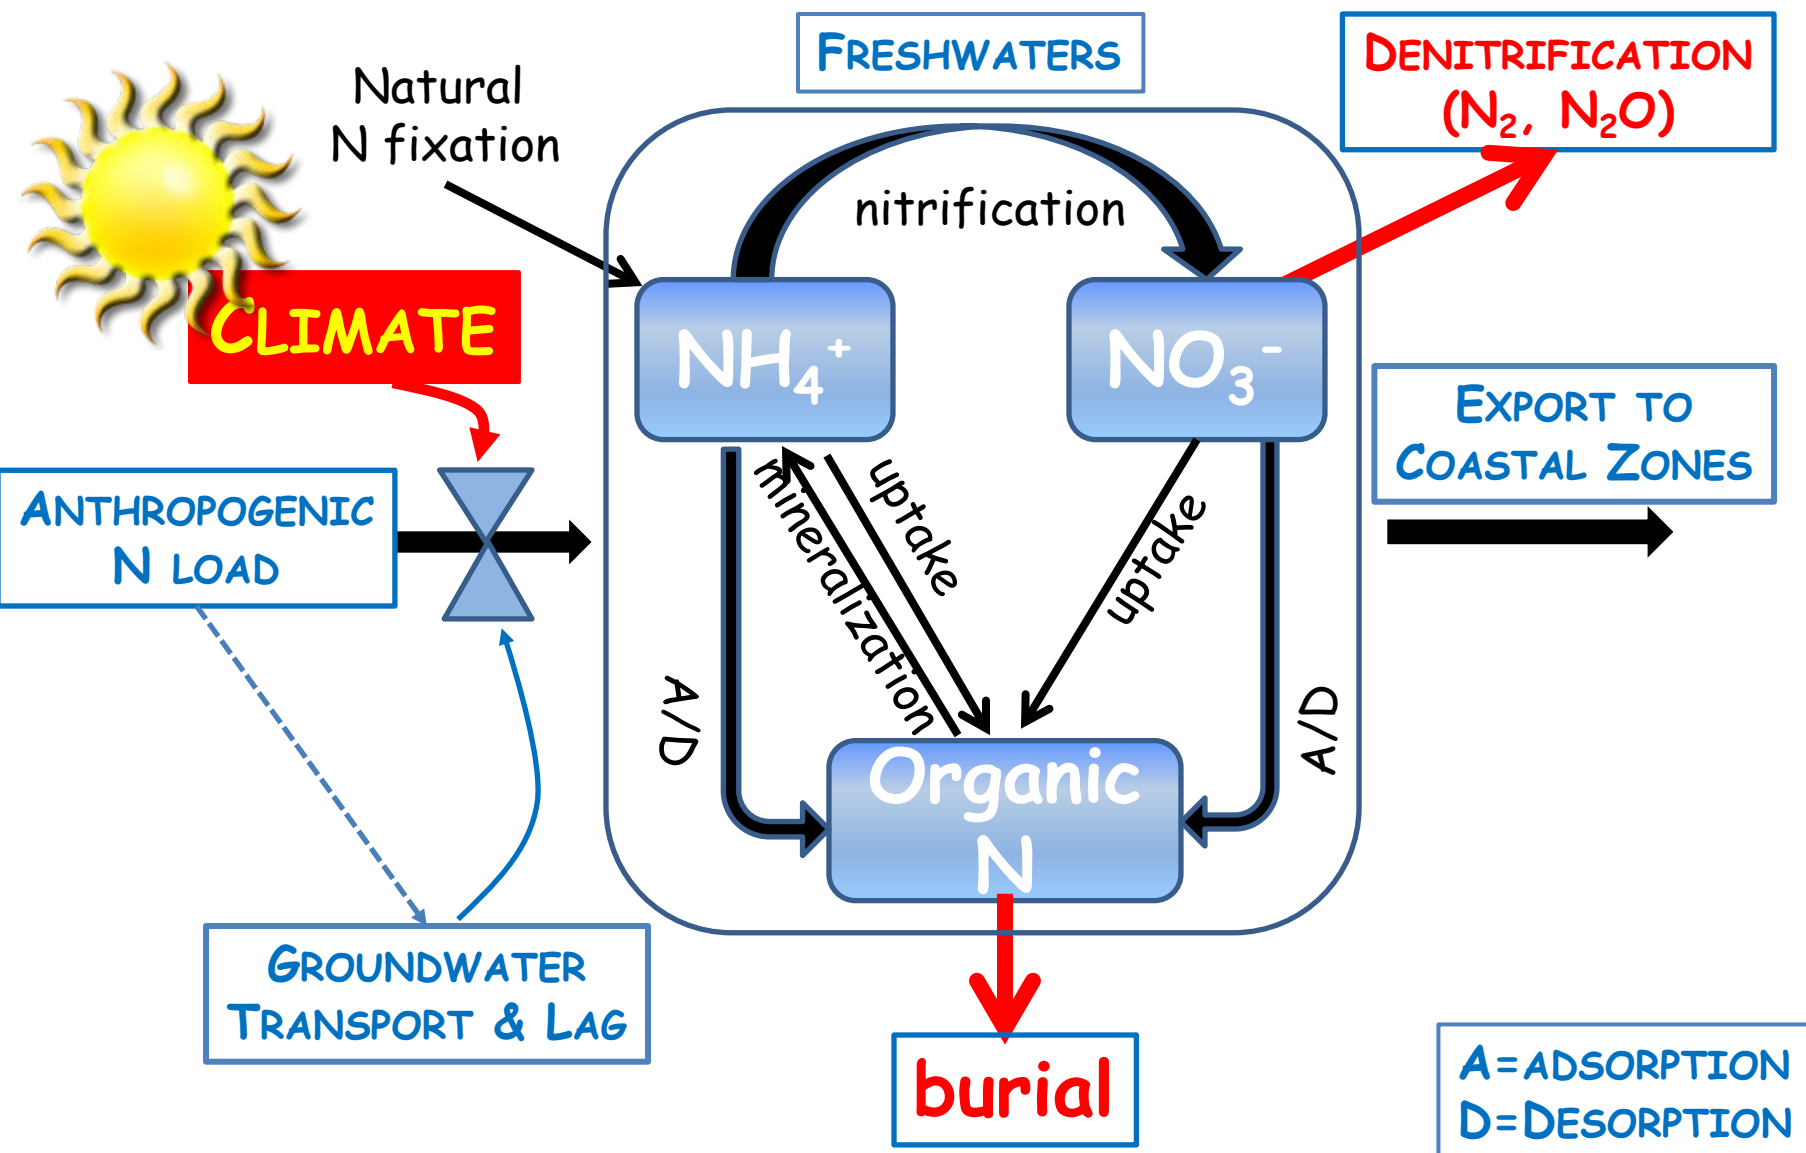 FRESHWATERS
DENITRIFICATION
(N₂, N₂O)
Natural
N fixation
nitrification
CLIMATE
NH₄⁺
NO₃⁻
EXPORT TO
COASTAL ZONES
ANTHROPOGENIC
N LOAD
mineralization
uptake
uptake
A/D
A/D
Organic
N
GROUNDWATER
TRANSPORT & LAG
burial
A=ADSORPTION
D=DESORPTION